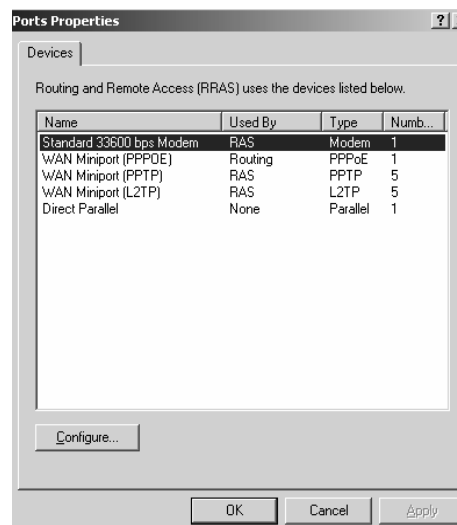 Ports Properties
Devices
Routing and Remote Access (RRAS) uses the devices listed below.
Name Used By Type Numb...
Standard 33600 bps Modem RAS Modem 1
WAN Miniport (PPPOE) Routing PPPoE 1
WAN Miniport (PPTP) RAS PPTP 5
WAN Miniport (L2TP) RAS L2TP 5
Direct Parallel None Parallel 1
Configure...
OK Cancel Apply